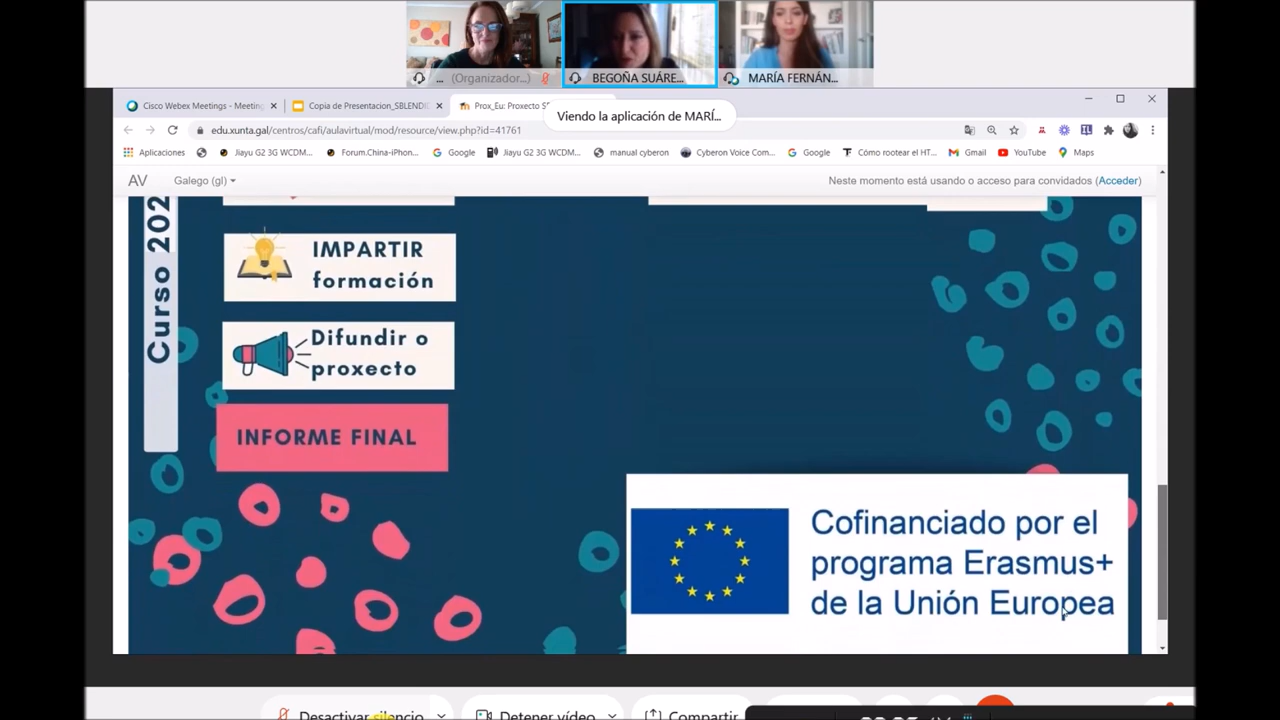 ... (Organizador...)
BEGOÑA SUÁRE...
MARÍA FERNÁN...
Cisco Webex Meetings - Meeting
Copia de Presentacion_SBLENDID
Prox_Eu: Proxecto
Viendo la aplicación de MARÍ...
edu.xunta.gal/centros/cafi/aulavirtual/mod/resource/view.php?id=41761
Aplicaciones
Jiayu G2 3G WCDM...
Forum.China-iPhon...
Google
Jiayu G2 3G WCDM...
manual cyberon
Cyberon Voice Com...
Google
Cómo rootear el HT...
Gmail
YouTube
Maps
AV
Galego (gl)
Neste momento está usando o acceso para convidados (Acceder)
Curso 202
IMPARTIR
formación
Difundir o
proxecto
INFORME FINAL
Cofinanciado por el
programa Erasmus+
de la Unión Europea
Desactivar silencio
Detener vídeo
Compartir